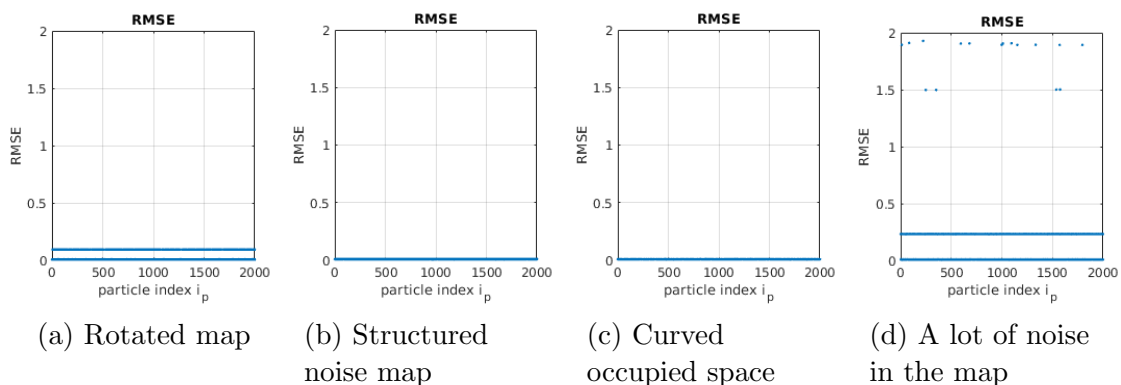 RMSE
2
1.5
1
0.5
0
RMSE
0 500 1000 1500 2000
particle index i_p
(a) Rotated map
RMSE
2
1.5
1
0.5
0
RMSE
0 500 1000 1500 2000
particle index i_p
(b) Structured
noise map
RMSE
2
1.5
1
0.5
0
RMSE
0 500 1000 1500 2000
particle index i_p
(c) Curved
occupied space
RMSE
2
1.5
1
0.5
0
RMSE
0 500 1000 1500 2000
particle index i_p
(d) A lot of noise
in the map